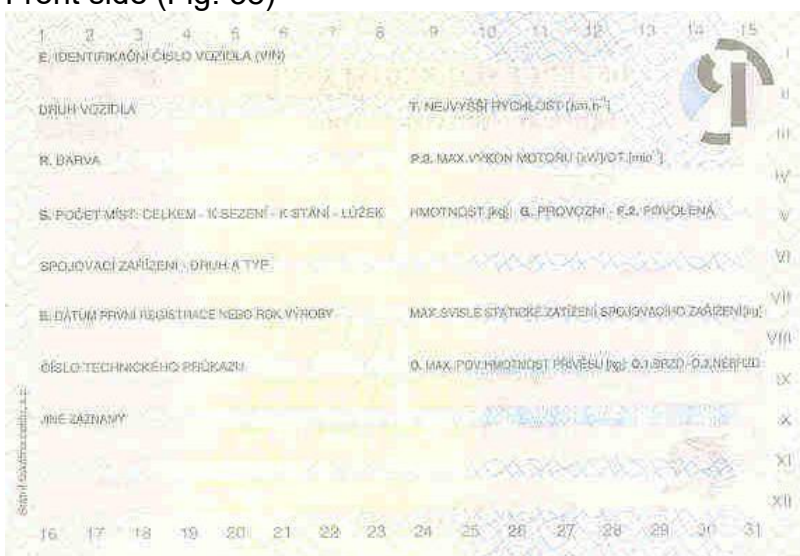 Front side (Fig. 68)
1 2 3 4 5 6 7 8 9 10 11 12 13 14 15
E. IDENTIFIKAČNÍ ČÍSLO VOZIDLA (VIN)
I
DRUH VOZIDLA T. NEJVYŠŠÍ RYCHLOST [km.h⁻¹]
II
III
R. BARVA P.2. MAX. VÝKON MOTORU [kW]/OT.[min⁻¹]
IV
S. POČET MÍST: CELKEM - K SEZENÍ - K STÁNÍ - LŮŽEK HMOTNOST [kg] G. PROVOZNÍ - F.2. POVOLENÁ
V
VI
SPOJOVACÍ ZAŘÍZENÍ - DRUH A TYP
VII
B. DATUM PRVNÍ REGISTRACE NEBO ROK VÝROBY MAX. SVISLÉ STATICKÉ ZATÍŽENÍ SPOJOVACÍHO ZAŘÍZENÍ [kg]
VIII
ČÍSLO TECHNICKÉHO PRŮKAZU O. MAX. POV. HMOTNOST PŘÍVĚSU [kg]: O.1.BRZD - O.2.NEBRZD
IX
JINÉ ZÁZNAMY
X
XI
XII
16 17 18 19 20 21 22 23 24 25 26 27 28 29 30 31